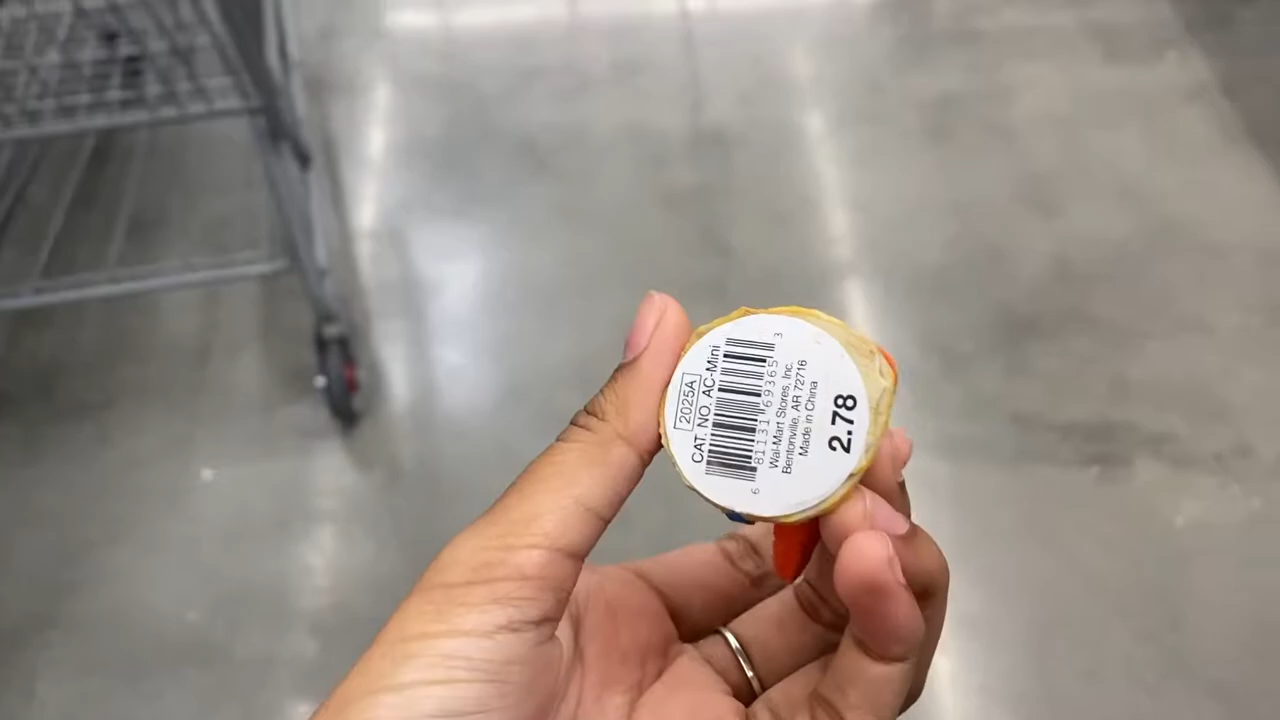 2025A
CAT. NO. AC-Mini
6 81131 69365 3
Wal-Mart Stores, Inc.
Bentonville, AR 72716
Made in China
2.78